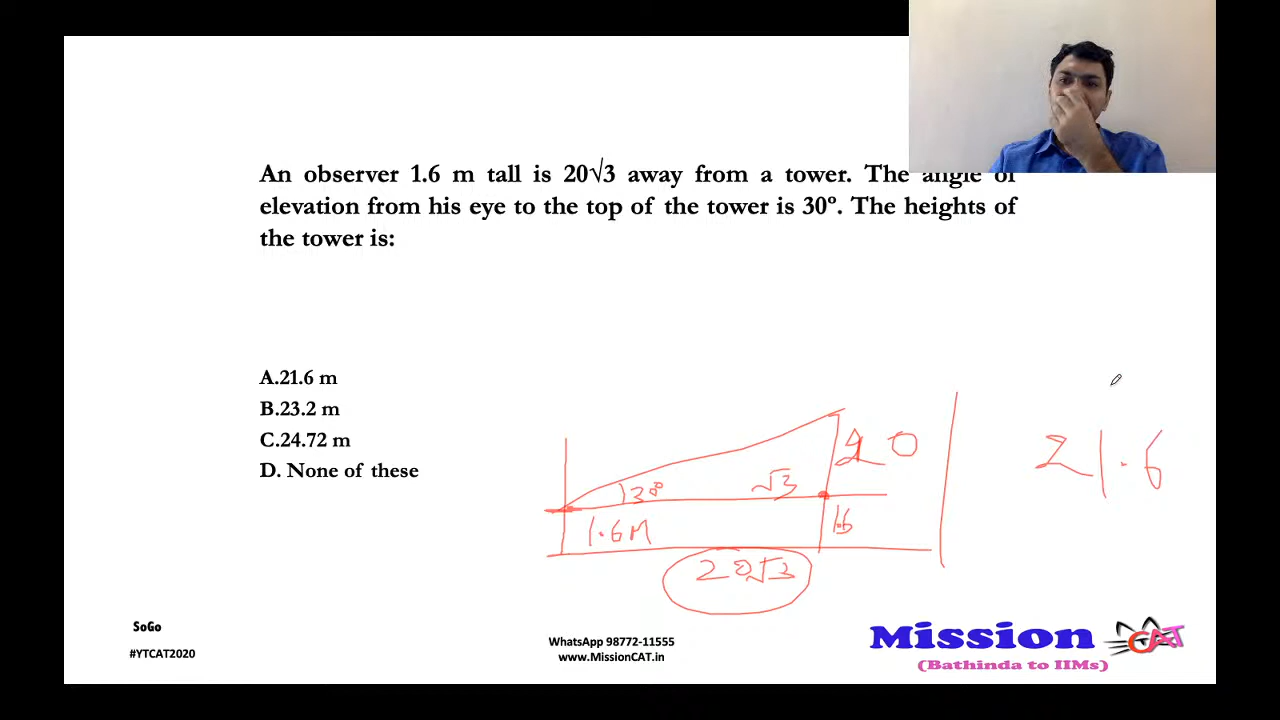 An observer 1.6 m tall is 20√3 away from a tower. The angle of
elevation from his eye to the top of the tower is 30º. The heights of
the tower is:
A.21.6 m
B.23.2 m
C.24.72 m
D. None of these
20
√3
30°
1.6M
1.6
20√3
21.6
SoGo
#YTCAT2020
WhatsApp 98772-11555
www.MissionCAT.in
Mission CAT
(Bathinda to IIMs)